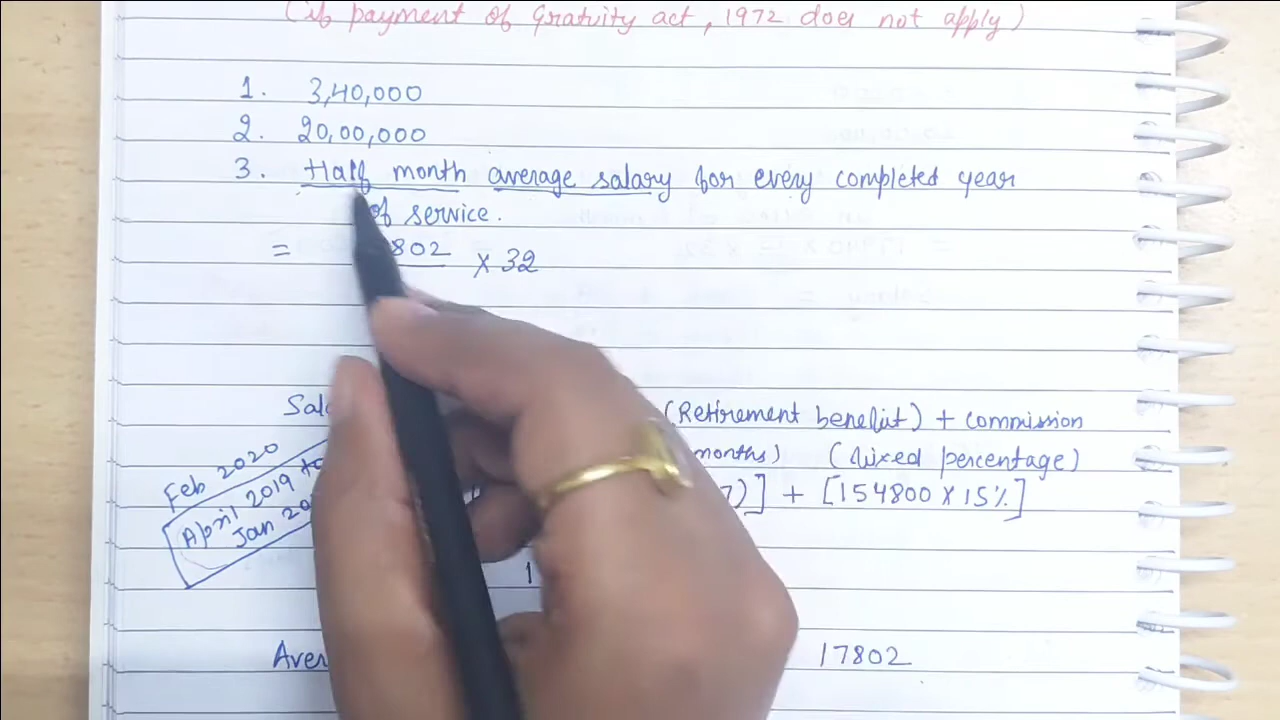 (if payment of Gratuity act, 1972 does not apply)
1. 3,40,000
2. 20,00,000
3. Half month average salary for every completed year
of service.
= 802 × 32
(Retirement benefit) + commission
Feb 2020
months) (fixed percentage)
April 2019 to
7)] + [154800 × 15%]
Jan 20
1
17802